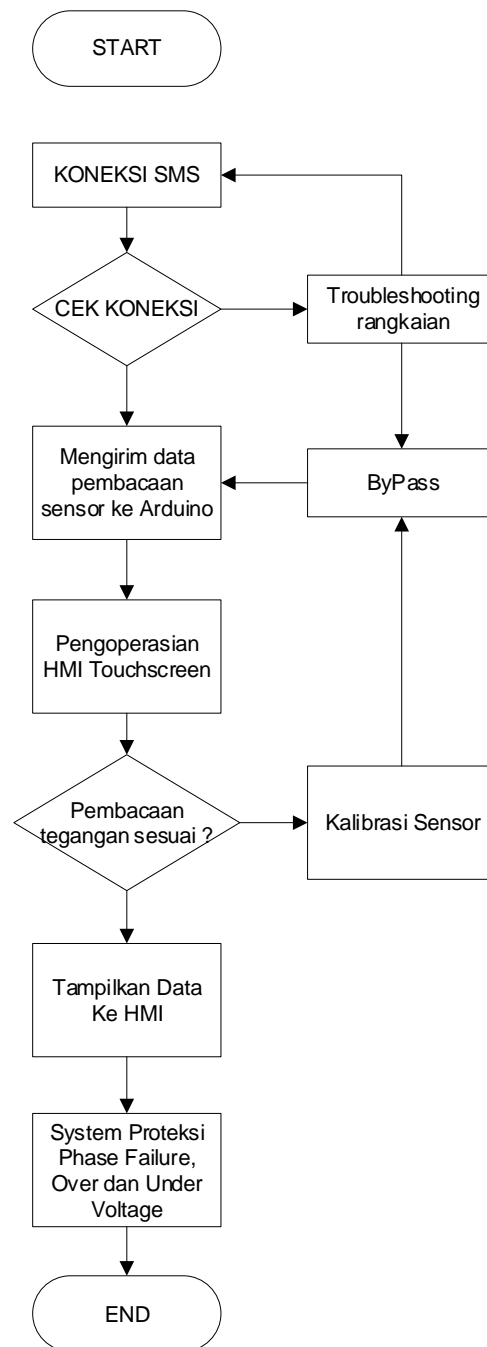 START
KONEKSI SMS
CEK KONEKSI
Troubleshooting
rangkaian
Mengirim data
pembacaan
sensor ke Arduino
ByPass
Pengoperasian
HMI Touchscreen
Pembacaan
tegangan sesuai ?
Kalibrasi Sensor
Tampilkan Data
Ke HMI
System Proteksi
Phase Failure,
Over dan Under
Voltage
END